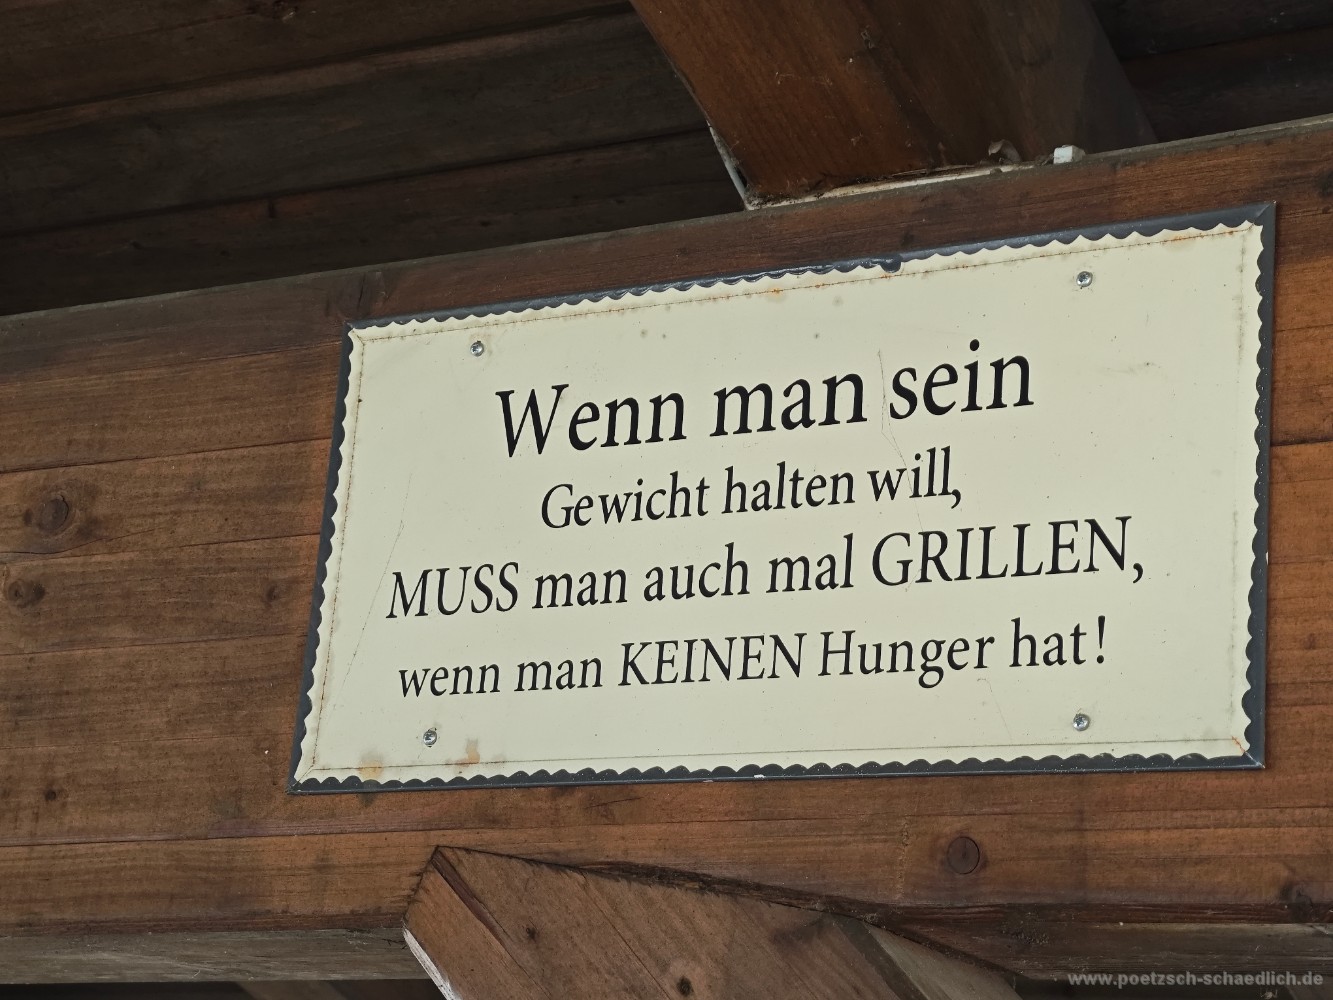 Wenn man sein
Gewicht halten will,
MUSS man auch mal GRILLEN,
wenn man KEINEN Hunger hat!
www.poetzsch-schaedlich.de